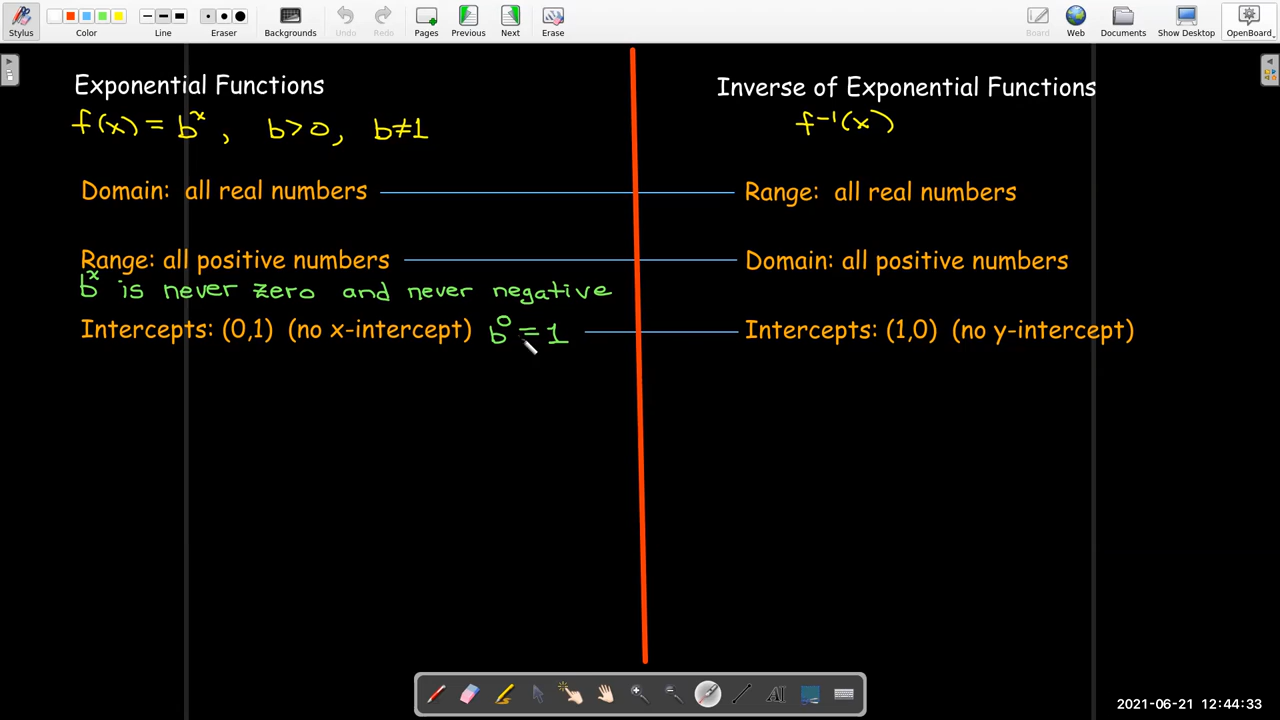 Stylus Color Line Eraser Backgrounds Undo Redo Pages Previous Next Erase Board Web Documents Show Desktop OpenBoard
Exponential Functions
f(x) = b^x, b>0, b≠1
Domain: all real numbers
Range: all positive numbers
b^x is never zero and never negative
Intercepts: (0,1) (no x-intercept) b^0 = 1
Inverse of Exponential Functions
f^-1(x)
Range: all real numbers
Domain: all positive numbers
Intercepts: (1,0) (no y-intercept)
AI
2021-06-21 12:44:33